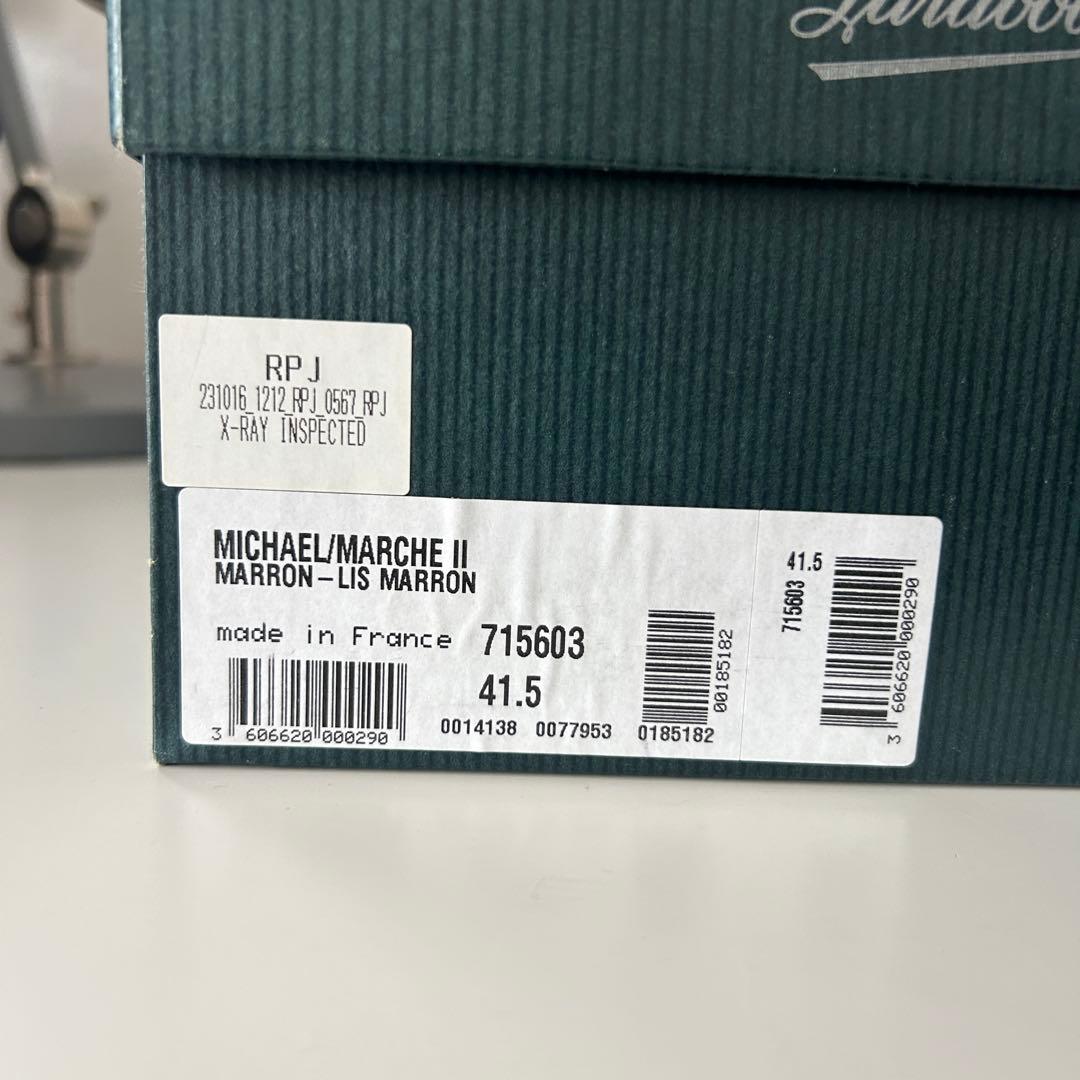 RPJ
231016_1212_RPJ_0567_RPJ
X-RAY INSPECTED
MICHAEL/MARCHE II
MARRON-LIS MARRON
made in France 715603
41.5
3 606620 000290
0014138 0077953 0185182
00185182
41.5
715603
3 606620 000290